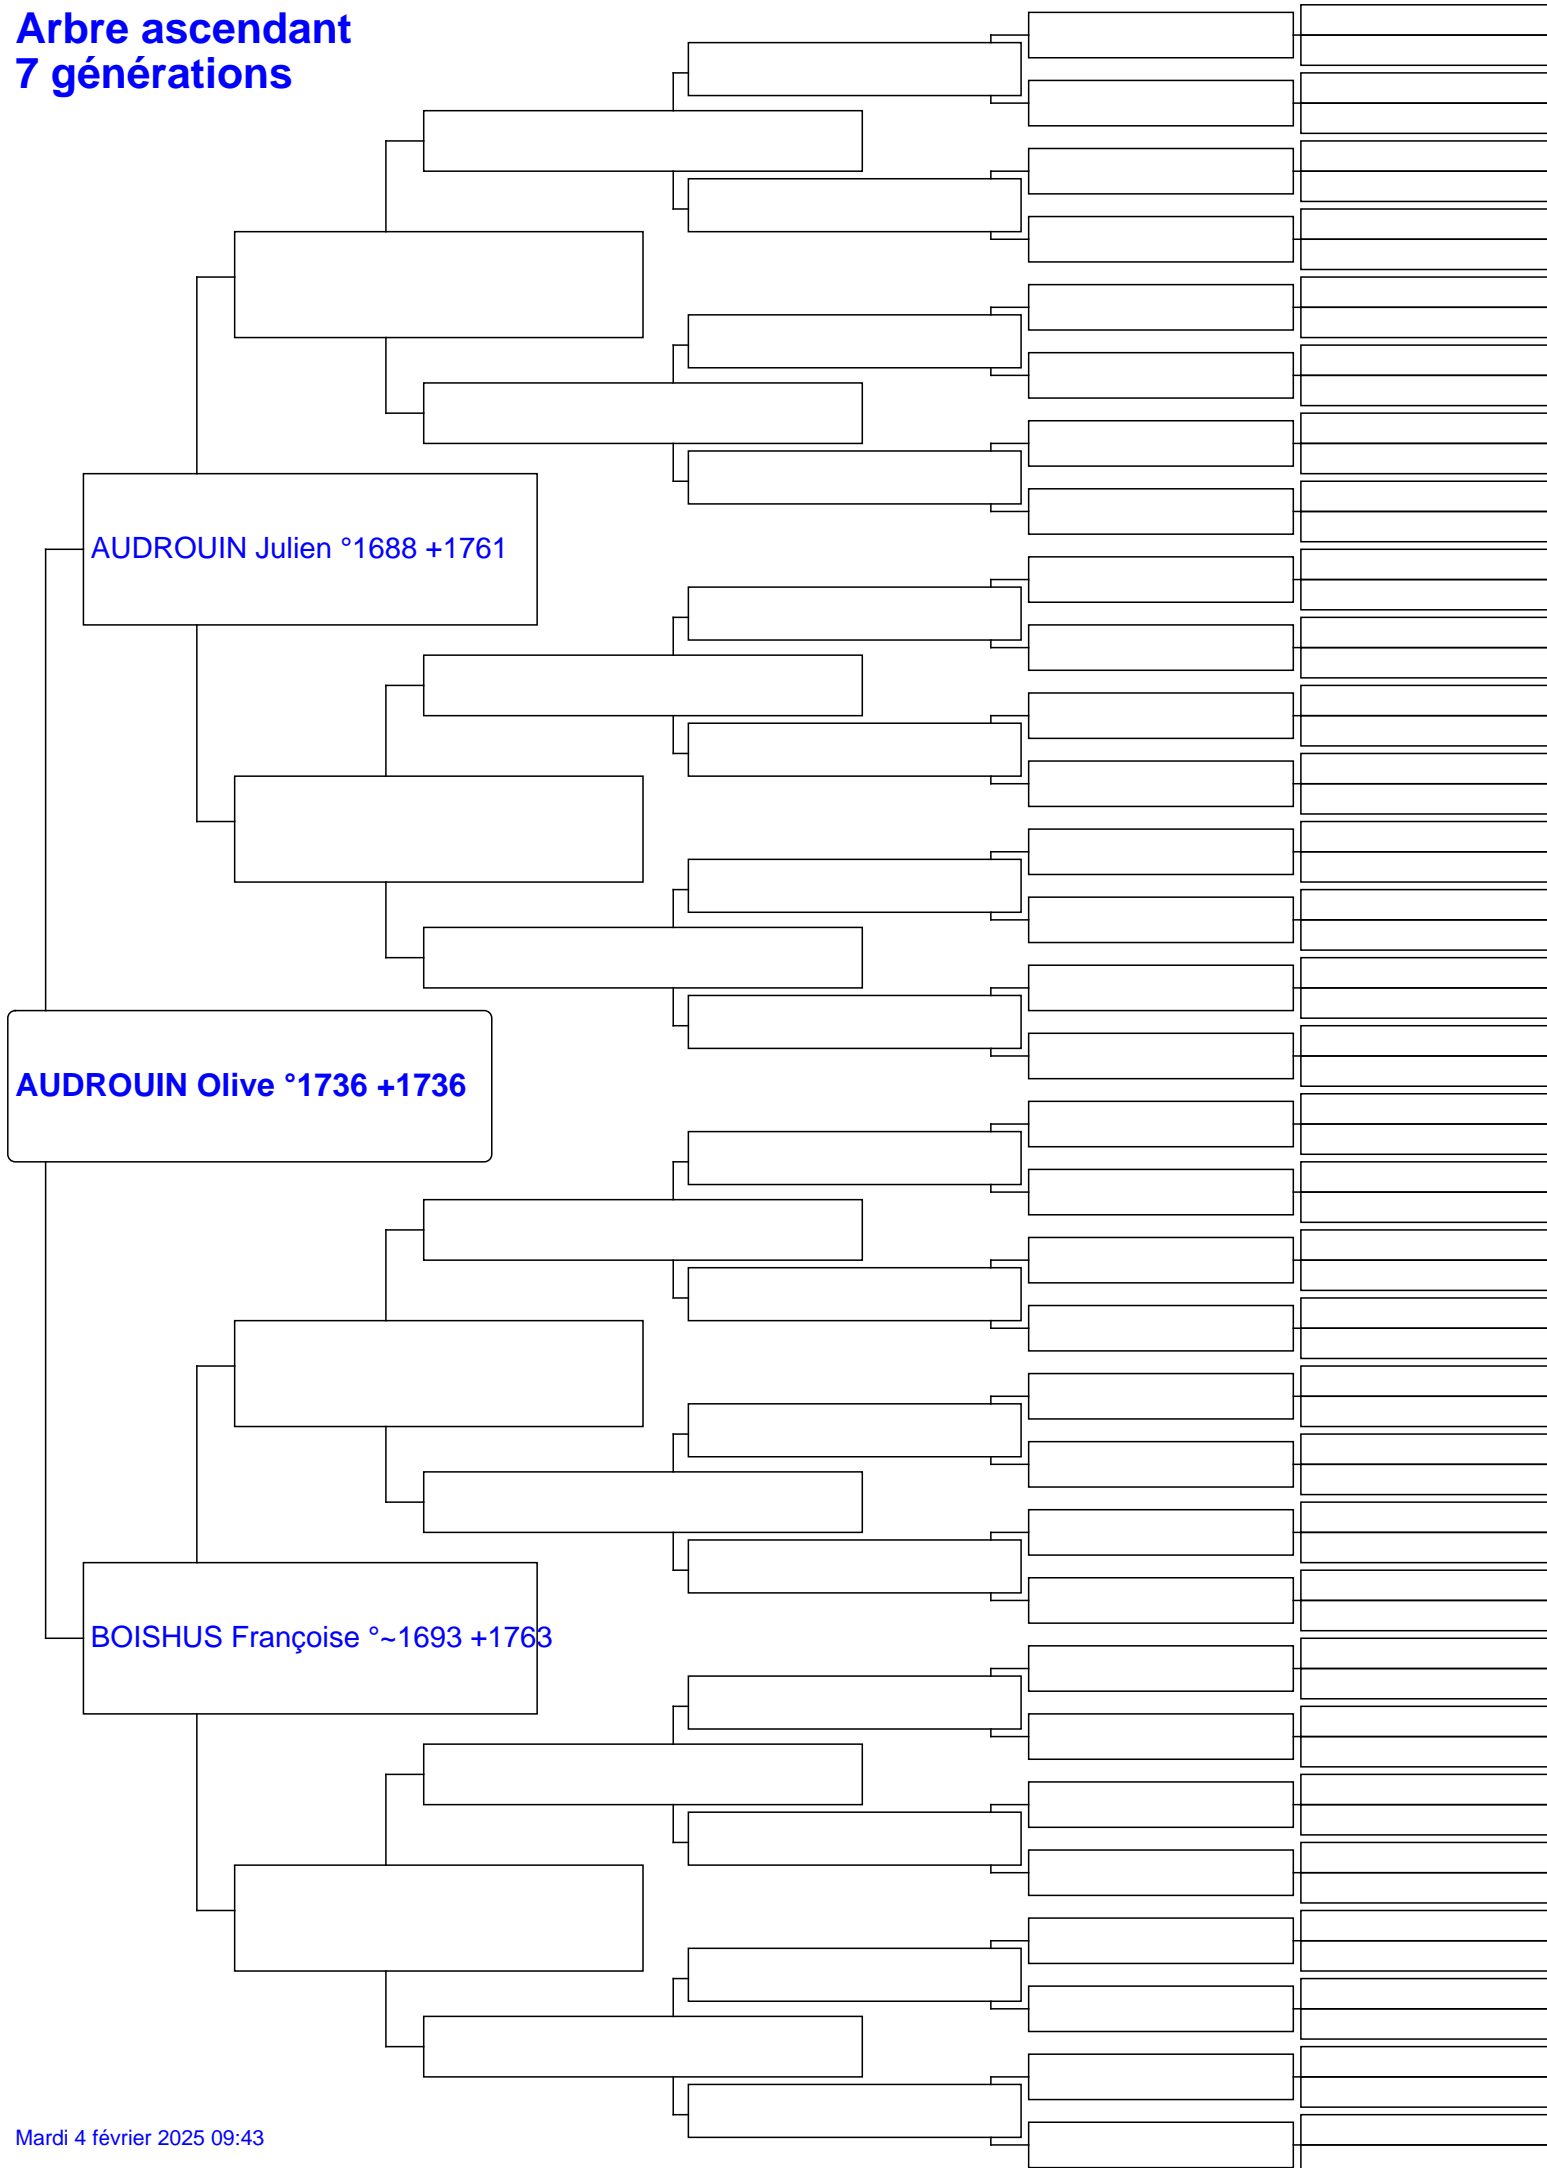 Arbre ascendant
7 générations
AUDROUIN Julien °1688 +1761
AUDROUIN Olive °1736 +1736
BOISHUS Françoise °~1693 +1763
Mardi 4 février 2025 09:43